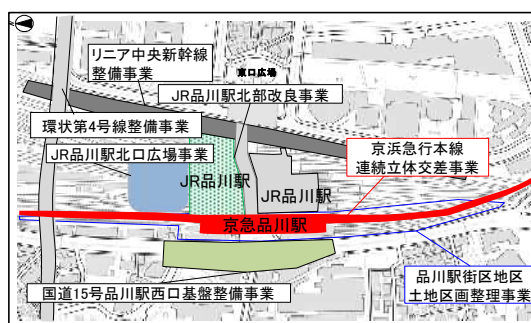 リニア中央新幹線
整備事業
東口広場
JR品川駅北部改良事業
環状第4号線整備事業
JR品川駅北口広場事業
京浜急行本線
連続立体交差事業
JR品川駅
JR品川駅
京急品川駅
国道15号品川駅西口基盤整備事業
品川駅街区地区
土地区画整理事業